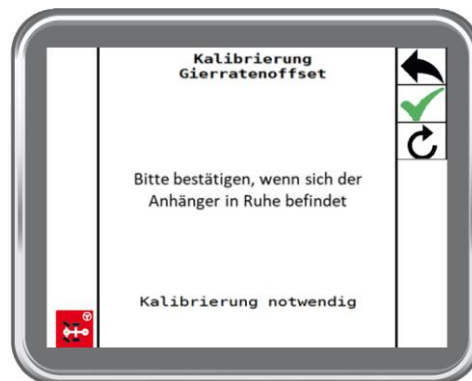 Kalibrierung
Gierratenoffset
Bitte bestätigen, wenn sich der
Anhänger in Ruhe befindet
Kalibrierung notwendig